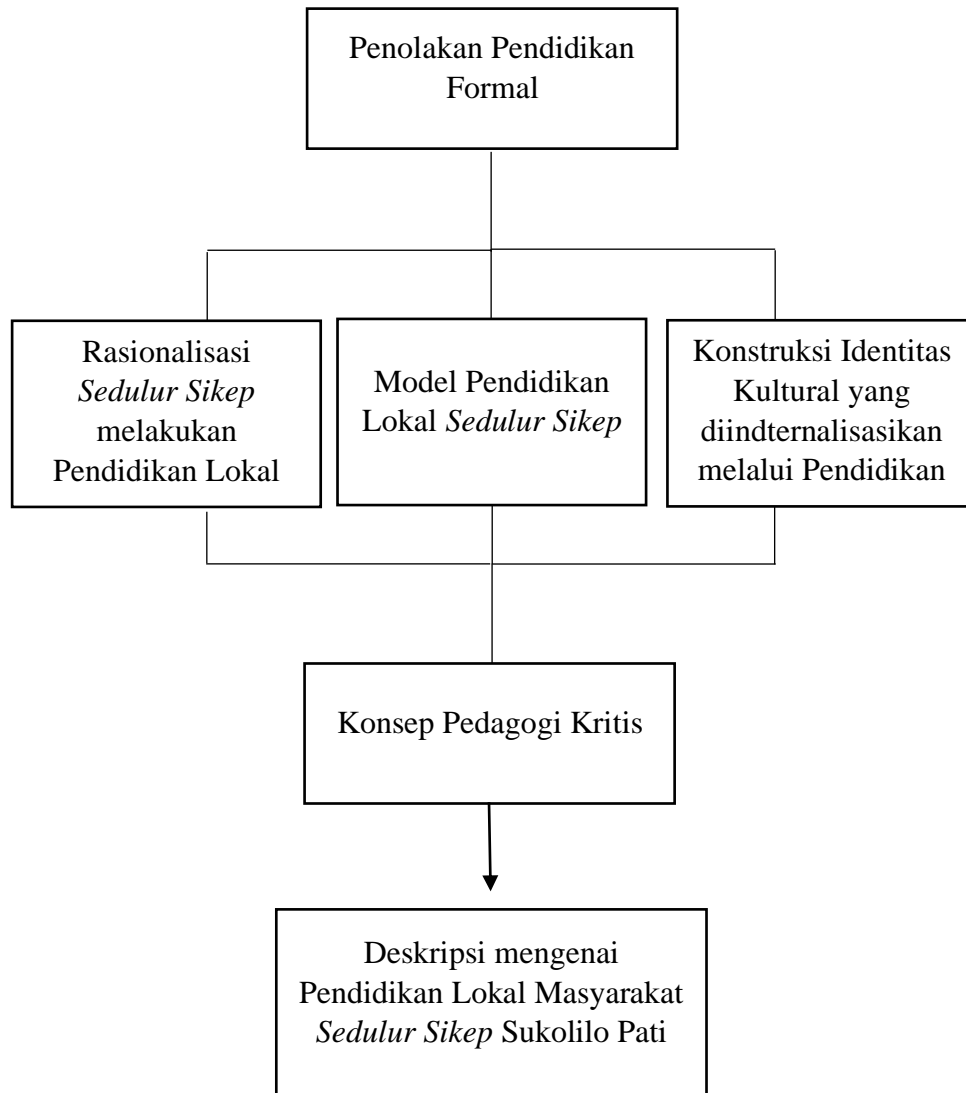 Penolakan Pendidikan
Formal
Rasionalisasi
Sedulur Sikep
melakukan
Pendidikan Lokal
Model Pendidikan
Lokal Sedulur Sikep
Konstruksi Identitas
Kultural yang
diindternalisasikan
melalui Pendidikan
Konsep Pedagogi Kritis
Deskripsi mengenai
Pendidikan Lokal Masyarakat
Sedulur Sikep Sukolilo Pati